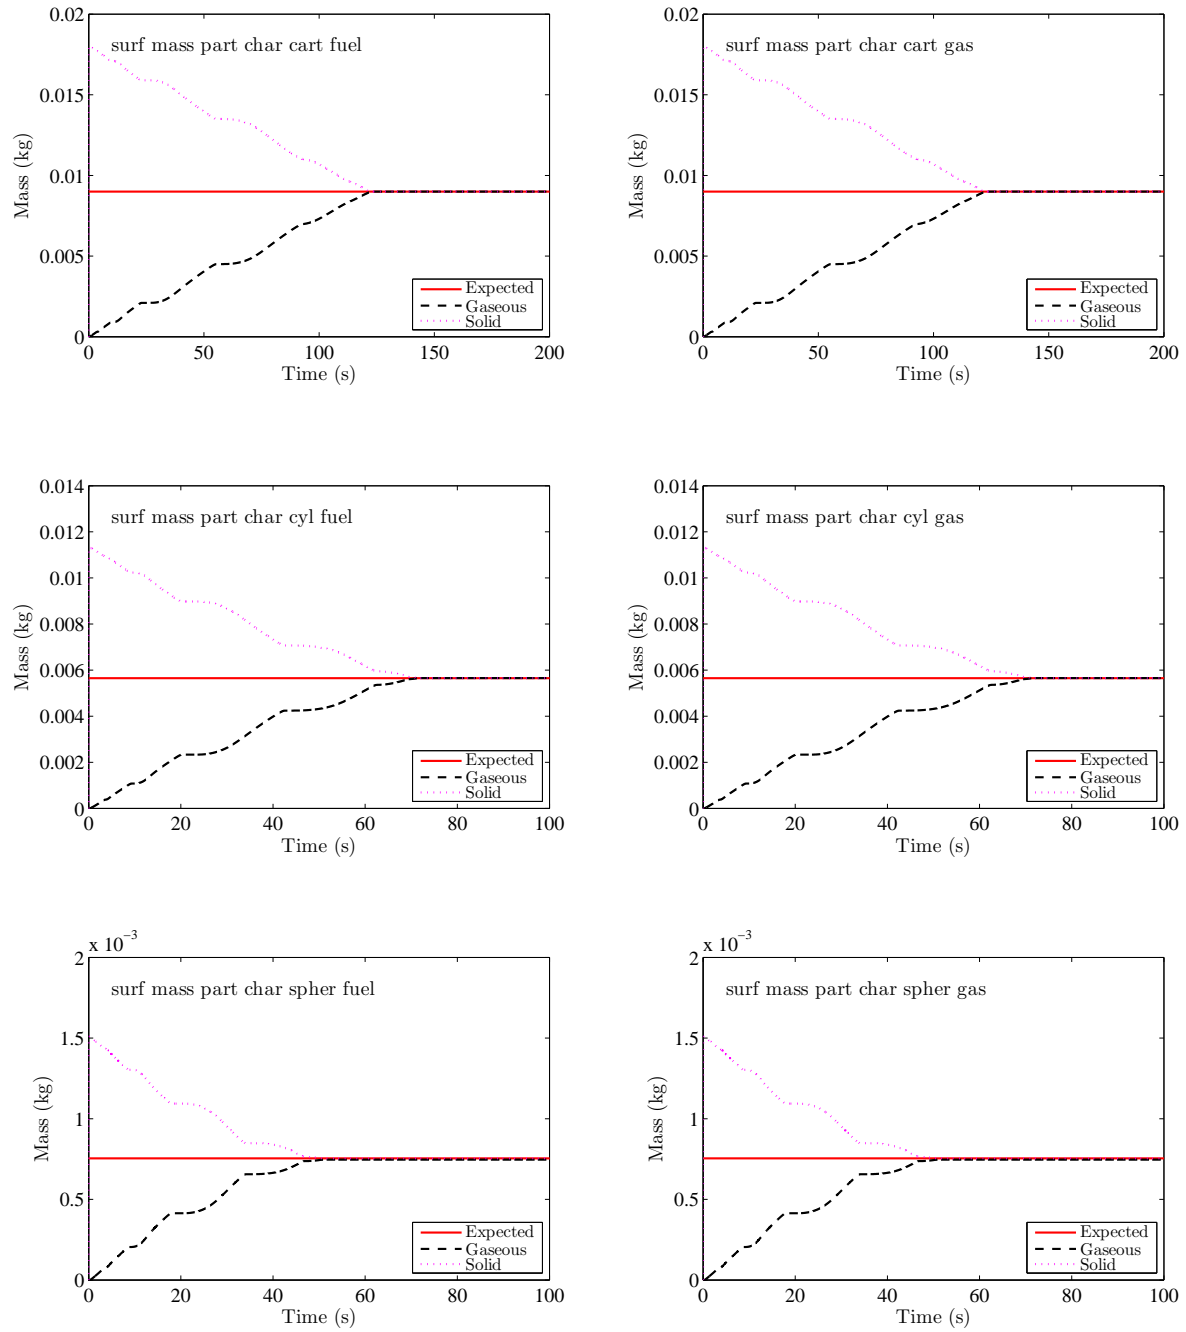 surf mass part char cart fuel
Mass (kg)
0.02
0.015
0.01
0.005
0
0 50 100 150 200
Time (s)
Expected
Gaseous
Solid
surf mass part char cart gas
Mass (kg)
0.02
0.015
0.01
0.005
0
0 50 100 150 200
Time (s)
Expected
Gaseous
Solid
surf mass part char cyl fuel
Mass (kg)
0.014
0.012
0.01
0.008
0.006
0.004
0.002
0
0 20 40 60 80 100
Time (s)
Expected
Gaseous
Solid
surf mass part char cyl gas
Mass (kg)
0.014
0.012
0.01
0.008
0.006
0.004
0.002
0
0 20 40 60 80 100
Time (s)
Expected
Gaseous
Solid
x 10⁻³
surf mass part char spher fuel
Mass (kg)
2
1.5
1
0.5
0
0 20 40 60 80 100
Time (s)
Expected
Gaseous
Solid
x 10⁻³
surf mass part char spher gas
Mass (kg)
2
1.5
1
0.5
0
0 20 40 60 80 100
Time (s)
Expected
Gaseous
Solid